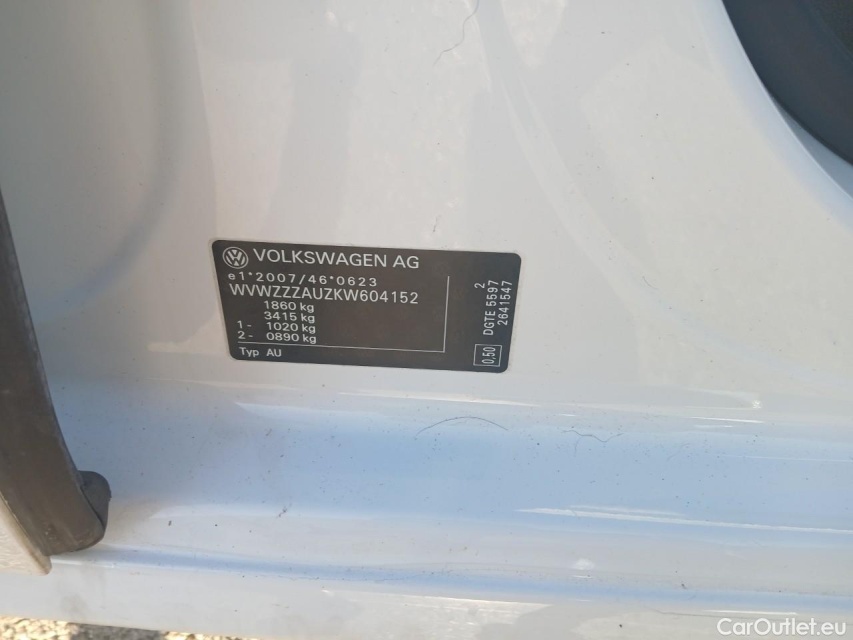 VOLKSWAGEN AG
e1*2007/46*0623
WVWZZZAUZKW604152
1860 kg
3415 kg
1- 1020 kg
2- 0890 kg
Typ AU
2
DGTE 5597
2641547
0,50
CarOutlet.eu